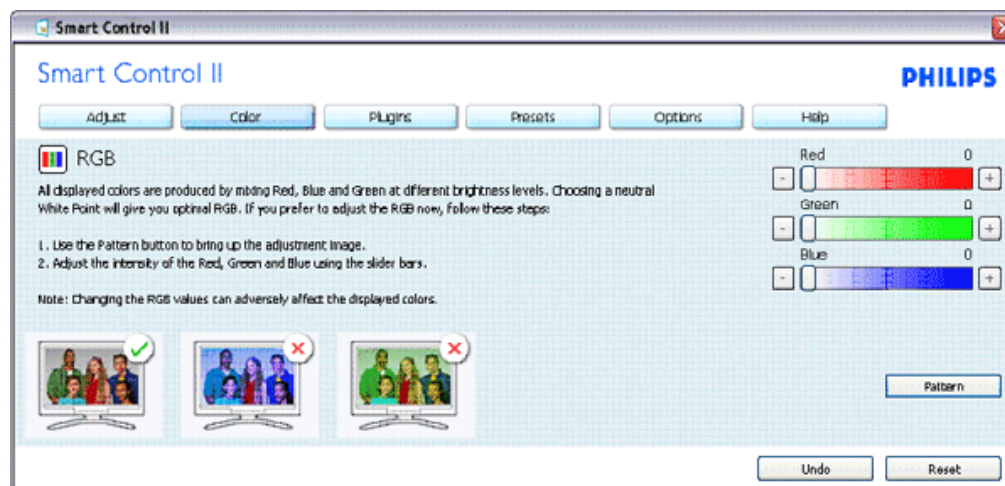 Smart Control II
Smart Control II
PHILIPS
Adjust Color Plugins Presets Options Help
RGB
All displayed colors are produced by mixing Red, Blue and Green at different brightness levels. Choosing a neutral
White Point will give you optimal RGB. If you prefer to adjust the RGB now, follow these steps:
1. Use the Pattern button to bring up the adjustment image.
2. Adjust the intensity of the Red, Green and Blue using the slider bars.
Note: Changing the RGB values can adversely affect the displayed colors.
Red 0
- +
Green 0
- +
Blue 0
- +
Pattern
Undo Reset